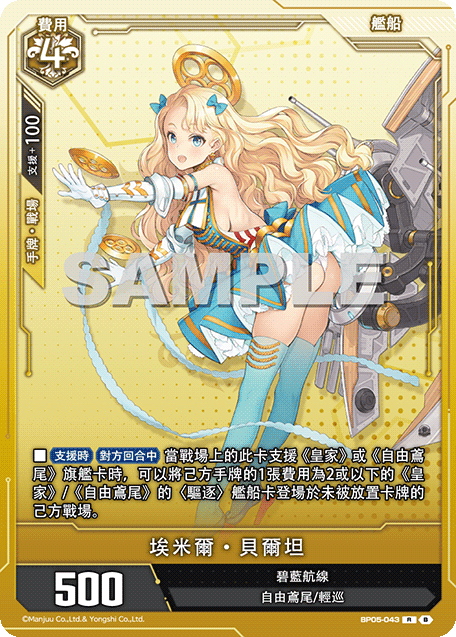 費用
4
艦船
支援+100
手牌・戰場
SAMPLE
■ 支援時 對方回合中 當戰場上的此卡支援《皇家》或《自由鳶
尾》旗艦卡時，可以將己方手牌的1張費用為2或以下的《皇
家》/《自由鳶尾》的〈驅逐〉艦船卡登場於未被放置卡牌的
己方戰場。
埃米爾・貝爾坦
500
碧藍航線
自由鳶尾/輕巡
©Manjuu Co.,Ltd.& Yongshi Co.,Ltd.
BP05-043 R B